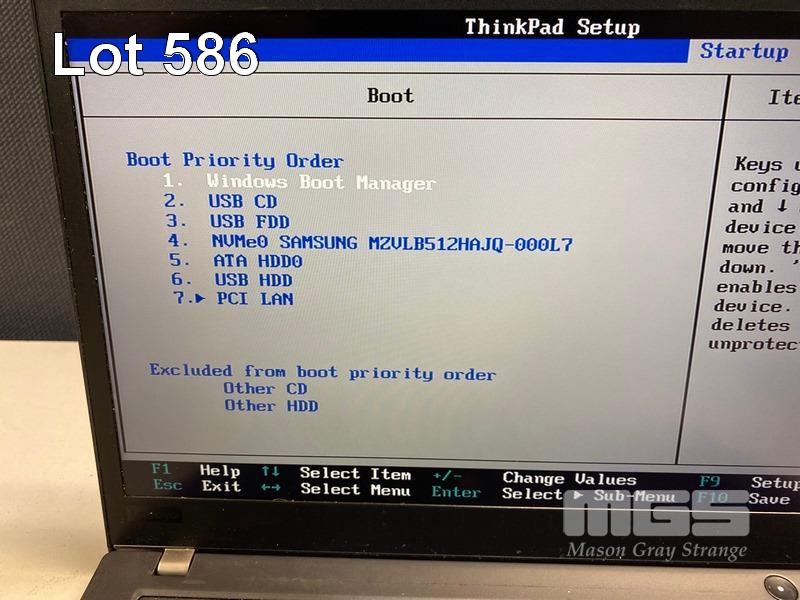 Lot 586
ThinkPad Setup
Startup
Boot
Boot Priority Order
1. Windows Boot Manager
2. USB CD
3. USB FDD
4. NVMe0 SAMSUNG MZVLB512HAJQ-000L7
5. ATA HDD0
6. USB HDD
7.▶ PCI LAN
Excluded from boot priority order
Other CD
Other HDD
Keys
and ↓
device
move
down. '
enables
device.
deletes
F1 Help ↑↓ Select Item +/- Change Values F9 Setup
Esc Exit ←→ Select Menu Enter Select ▶ Sub-Menu F10 Save
MGS
Mason Gray Strange